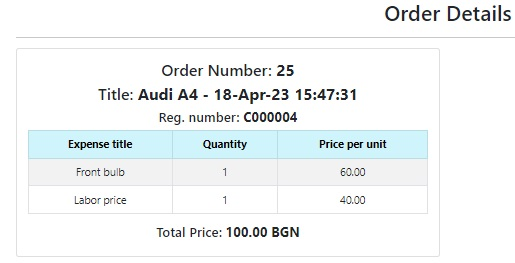 Order Details
Order Number: 25
Title: Audi A4 - 18-Apr-23 15:47:31
Reg. number: C000004
Expense title Quantity Price per unit
Front bulb 1 60.00
Labor price 1 40.00
Total Price: 100.00 BGN